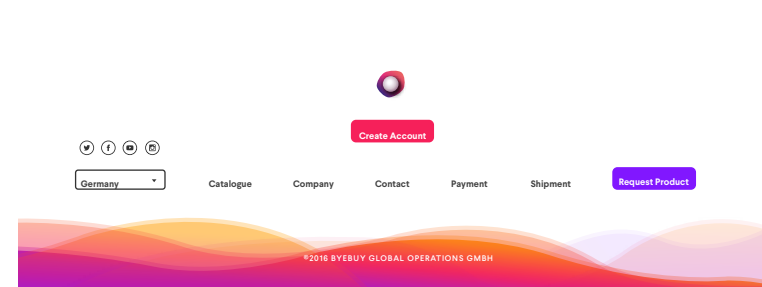 Create Account
Germany
Catalogue
Company
Contact
Payment
Shipment
Request Product
©2016 BYEBUY GLOBAL OPERATIONS GMBH